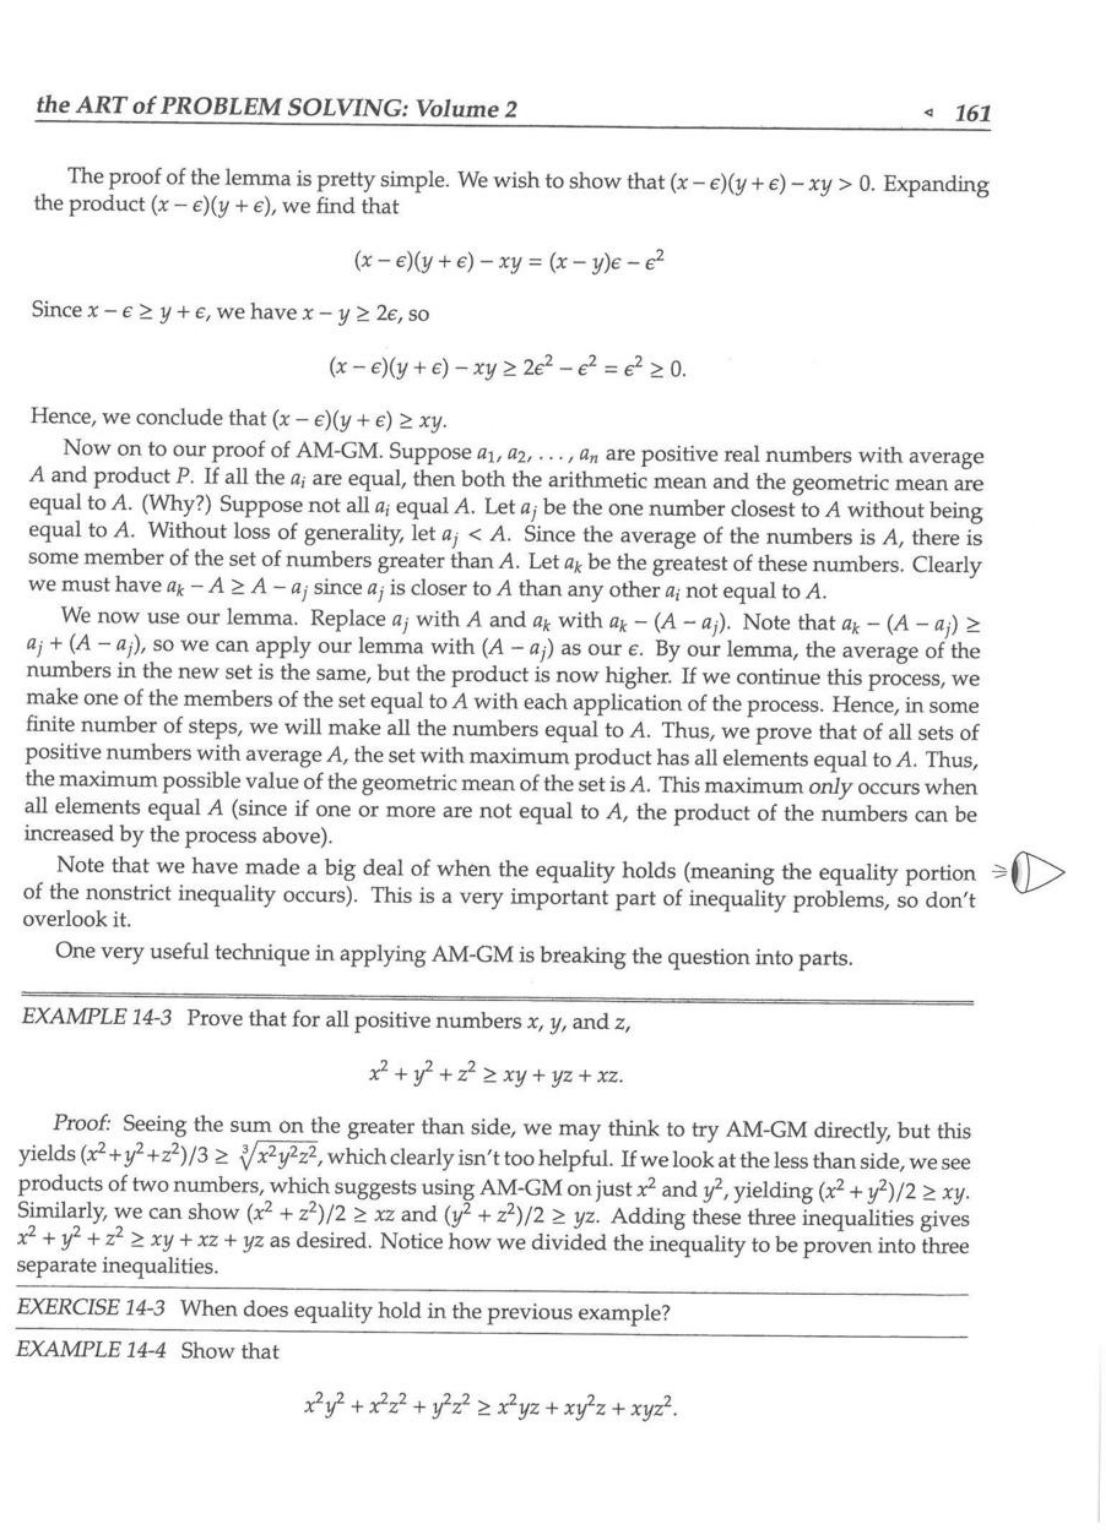 the ART of PROBLEM SOLVING: Volume 2 ◁ 161
The proof of the lemma is pretty simple. We wish to show that (x − ϵ)(y + ϵ) − xy > 0. Expanding
the product (x − ϵ)(y + ϵ), we find that
(x − ϵ)(y + ϵ) − xy = (x − y)ϵ − ϵ²
Since x − ϵ ≥ y + ϵ, we have x − y ≥ 2ϵ, so
(x − ϵ)(y + ϵ) − xy ≥ 2ϵ² − ϵ² = ϵ² ≥ 0.
Hence, we conclude that (x − ϵ)(y + ϵ) ≥ xy.
Now on to our proof of AM-GM. Suppose a₁, a₂, . . . , aₙ are positive real numbers with average
A and product P. If all the aᵢ are equal, then both the arithmetic mean and the geometric mean are
equal to A. (Why?) Suppose not all aᵢ equal A. Let aⱼ be the one number closest to A without being
equal to A. Without loss of generality, let aⱼ < A. Since the average of the numbers is A, there is
some member of the set of numbers greater than A. Let aₖ be the greatest of these numbers. Clearly
we must have aₖ − A ≥ A − aⱼ since aⱼ is closer to A than any other aᵢ not equal to A.
We now use our lemma. Replace aⱼ with A and aₖ with aₖ − (A − aⱼ). Note that aₖ − (A − aⱼ) ≥
aⱼ + (A − aⱼ), so we can apply our lemma with (A − aⱼ) as our ϵ. By our lemma, the average of the
numbers in the new set is the same, but the product is now higher. If we continue this process, we
make one of the members of the set equal to A with each application of the process. Hence, in some
finite number of steps, we will make all the numbers equal to A. Thus, we prove that of all sets of
positive numbers with average A, the set with maximum product has all elements equal to A. Thus,
the maximum possible value of the geometric mean of the set is A. This maximum only occurs when
all elements equal A (since if one or more are not equal to A, the product of the numbers can be
increased by the process above).
Note that we have made a big deal of when the equality holds (meaning the equality portion
of the nonstrict inequality occurs). This is a very important part of inequality problems, so don't
overlook it.
One very useful technique in applying AM-GM is breaking the question into parts.
EXAMPLE 14-3 Prove that for all positive numbers x, y, and z,
x² + y² + z² ≥ xy + yz + xz.
Proof: Seeing the sum on the greater than side, we may think to try AM-GM directly, but this
yields (x²+y²+z²)/3 ≥ ∛(x²y²z²), which clearly isn't too helpful. If we look at the less than side, we see
products of two numbers, which suggests using AM-GM on just x² and y², yielding (x² + y²)/2 ≥ xy.
Similarly, we can show (x² + z²)/2 ≥ xz and (y² + z²)/2 ≥ yz. Adding these three inequalities gives
x² + y² + z² ≥ xy + xz + yz as desired. Notice how we divided the inequality to be proven into three
separate inequalities.
EXERCISE 14-3 When does equality hold in the previous example?
EXAMPLE 14-4 Show that
x²y² + x²z² + y²z² ≥ x²yz + xy²z + xyz².